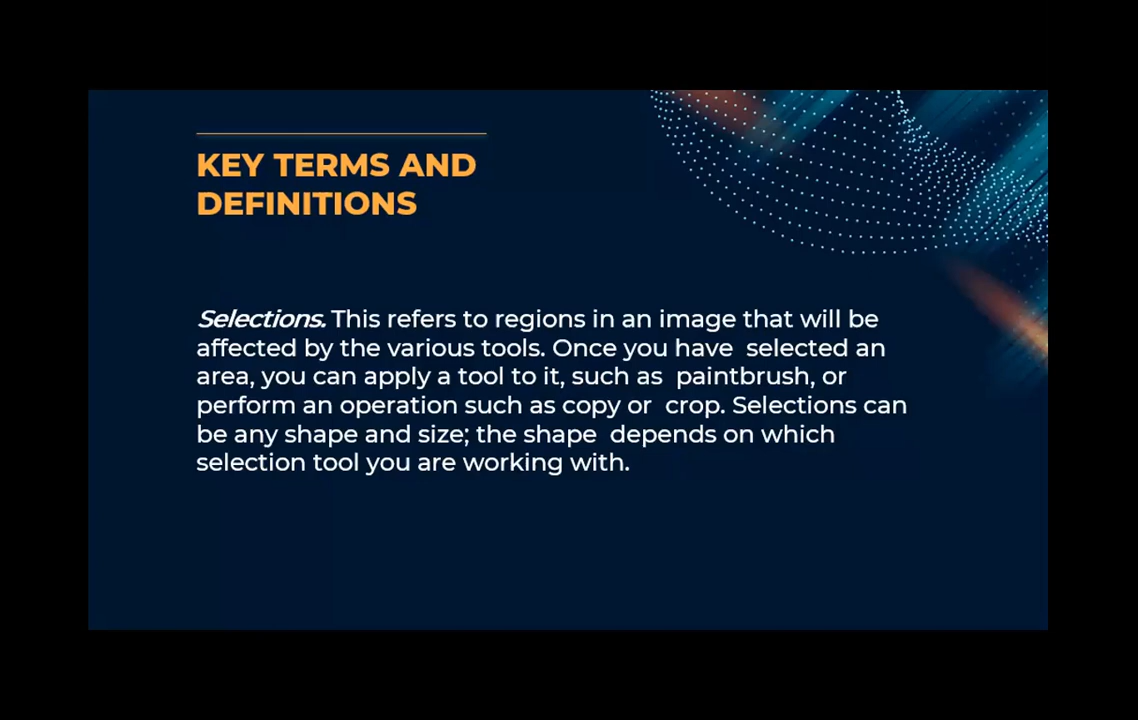 KEY TERMS AND
DEFINITIONS
Selections. This refers to regions in an image that will be
affected by the various tools. Once you have  selected an
area, you can apply a tool to it, such as  paintbrush, or
perform an operation such as copy or  crop. Selections can
be any shape and size; the shape  depends on which
selection tool you are working with.